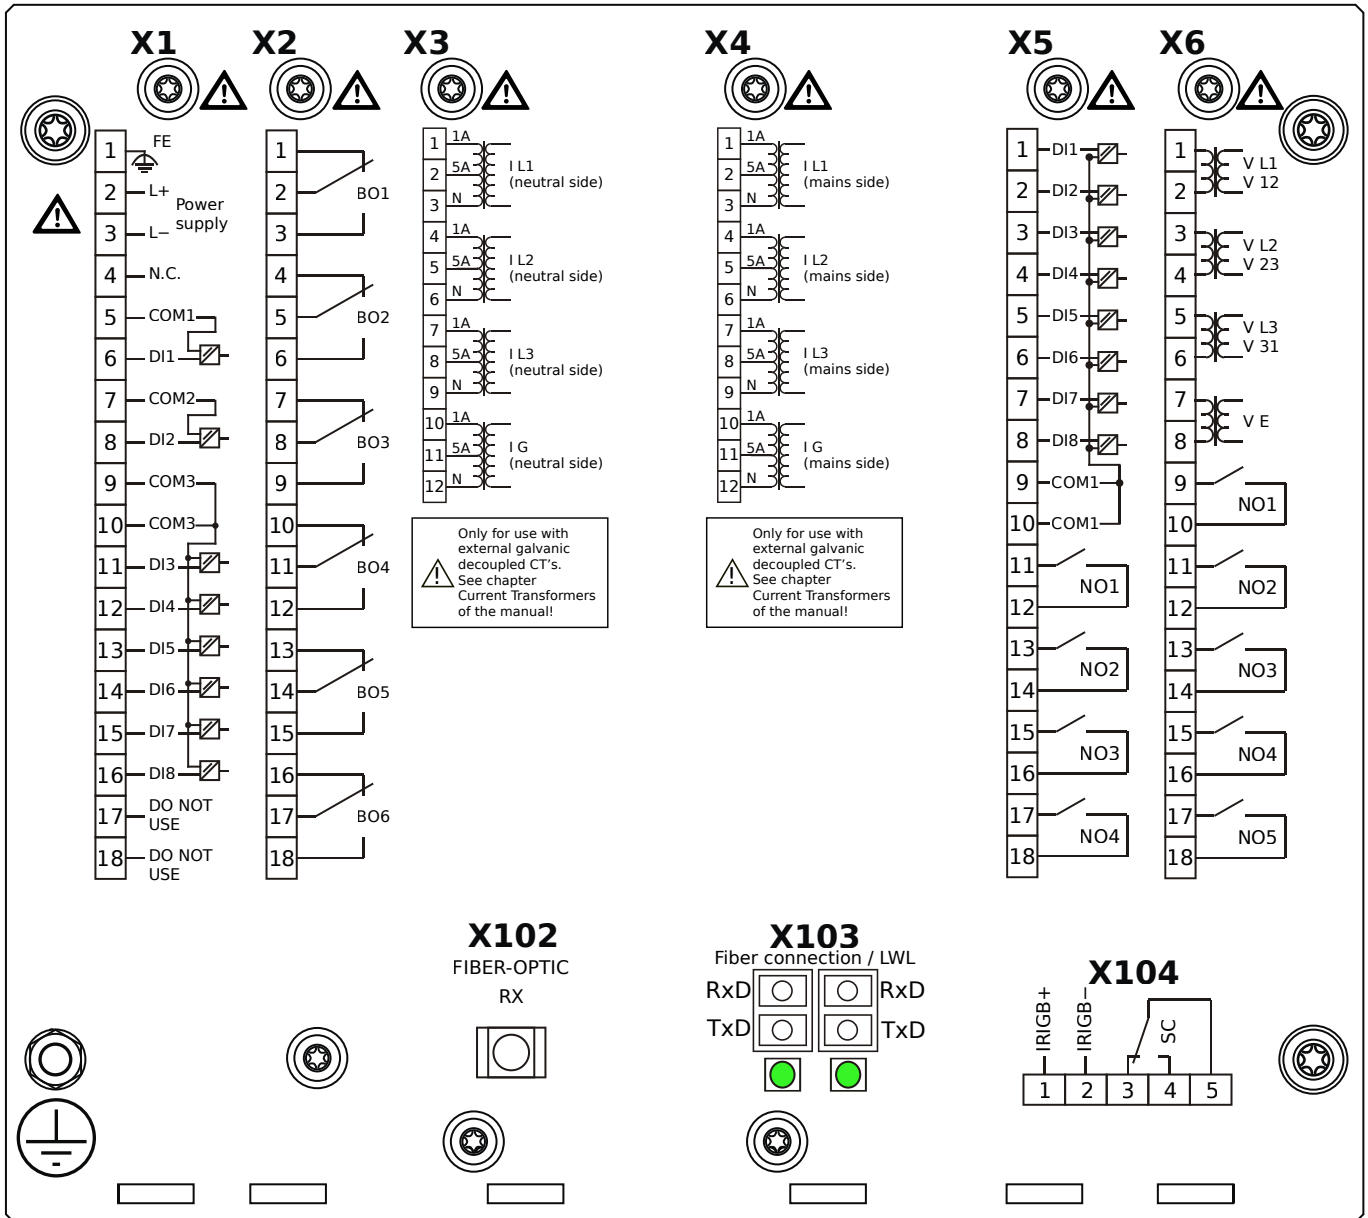 X1
X2
X3
X4
X5
X6
1 FE
2 L+
Power
supply
3 L−
4 N.C.
5 COM1
6 DI1
7 COM2
8 DI2
9 COM3
10 COM3
11 DI3
12 DI4
13 DI5
14 DI6
15 DI7
16 DI8
17 DO NOT
USE
18 DO NOT
USE
1
2 BO1
3
4
5 BO2
6
7
8 BO3
9
10
11 BO4
12
13
14 BO5
15
16
17 BO6
18
1 1A
2 5A I L1
(neutral side)
3 N
4 1A
5 5A I L2
(neutral side)
6 N
7 1A
8 5A I L3
(neutral side)
9 N
10 1A
11 5A I G
(neutral side)
12 N
Only for use with
external galvanic
decoupled CT’s.
See chapter
Current Transformers
of the manual!
1 1A
2 5A I L1
(mains side)
3 N
4 1A
5 5A I L2
(mains side)
6 N
7 1A
8 5A I L3
(mains side)
9 N
10 1A
11 5A I G
(mains side)
12 N
Only for use with
external galvanic
decoupled CT’s.
See chapter
Current Transformers
of the manual!
1 DI1
2 DI2
3 DI3
4 DI4
5 DI5
6 DI6
7 DI7
8 DI8
9 COM1
10 COM1
11
NO1
12
13
NO2
14
15
NO3
16
17
NO4
18
1 V L1
2 V 12
3 V L2
4 V 23
5 V L3
6 V 31
7 V E
8
9
NO1
10
11
NO2
12
13
NO3
14
15
NO4
16
17
NO5
18
X102
FIBER-OPTIC
RX
X103
Fiber connection / LWL
RxD RxD
TxD TxD
X104
IRIGB+
IRIGB−
SC
1 2 3 4 5